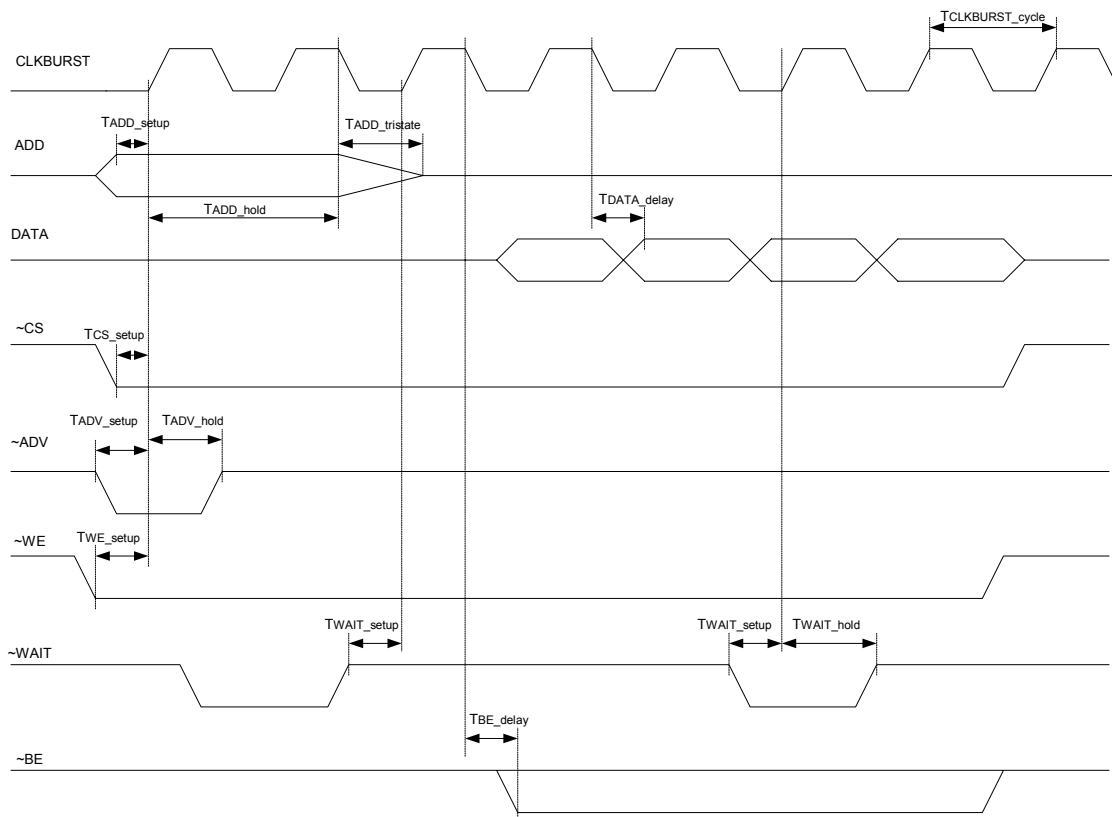 TCLKBURST_cycle
CLKBURST
TADD_setup
TADD_tristate
ADD
TADD_hold
TDATA_delay
DATA
~CS
TCS_setup
TADV_setup
TADV_hold
~ADV
TWE_setup
~WE
TWAIT_setup
TWAIT_setup
TWAIT_hold
~WAIT
TBE_delay
~BE